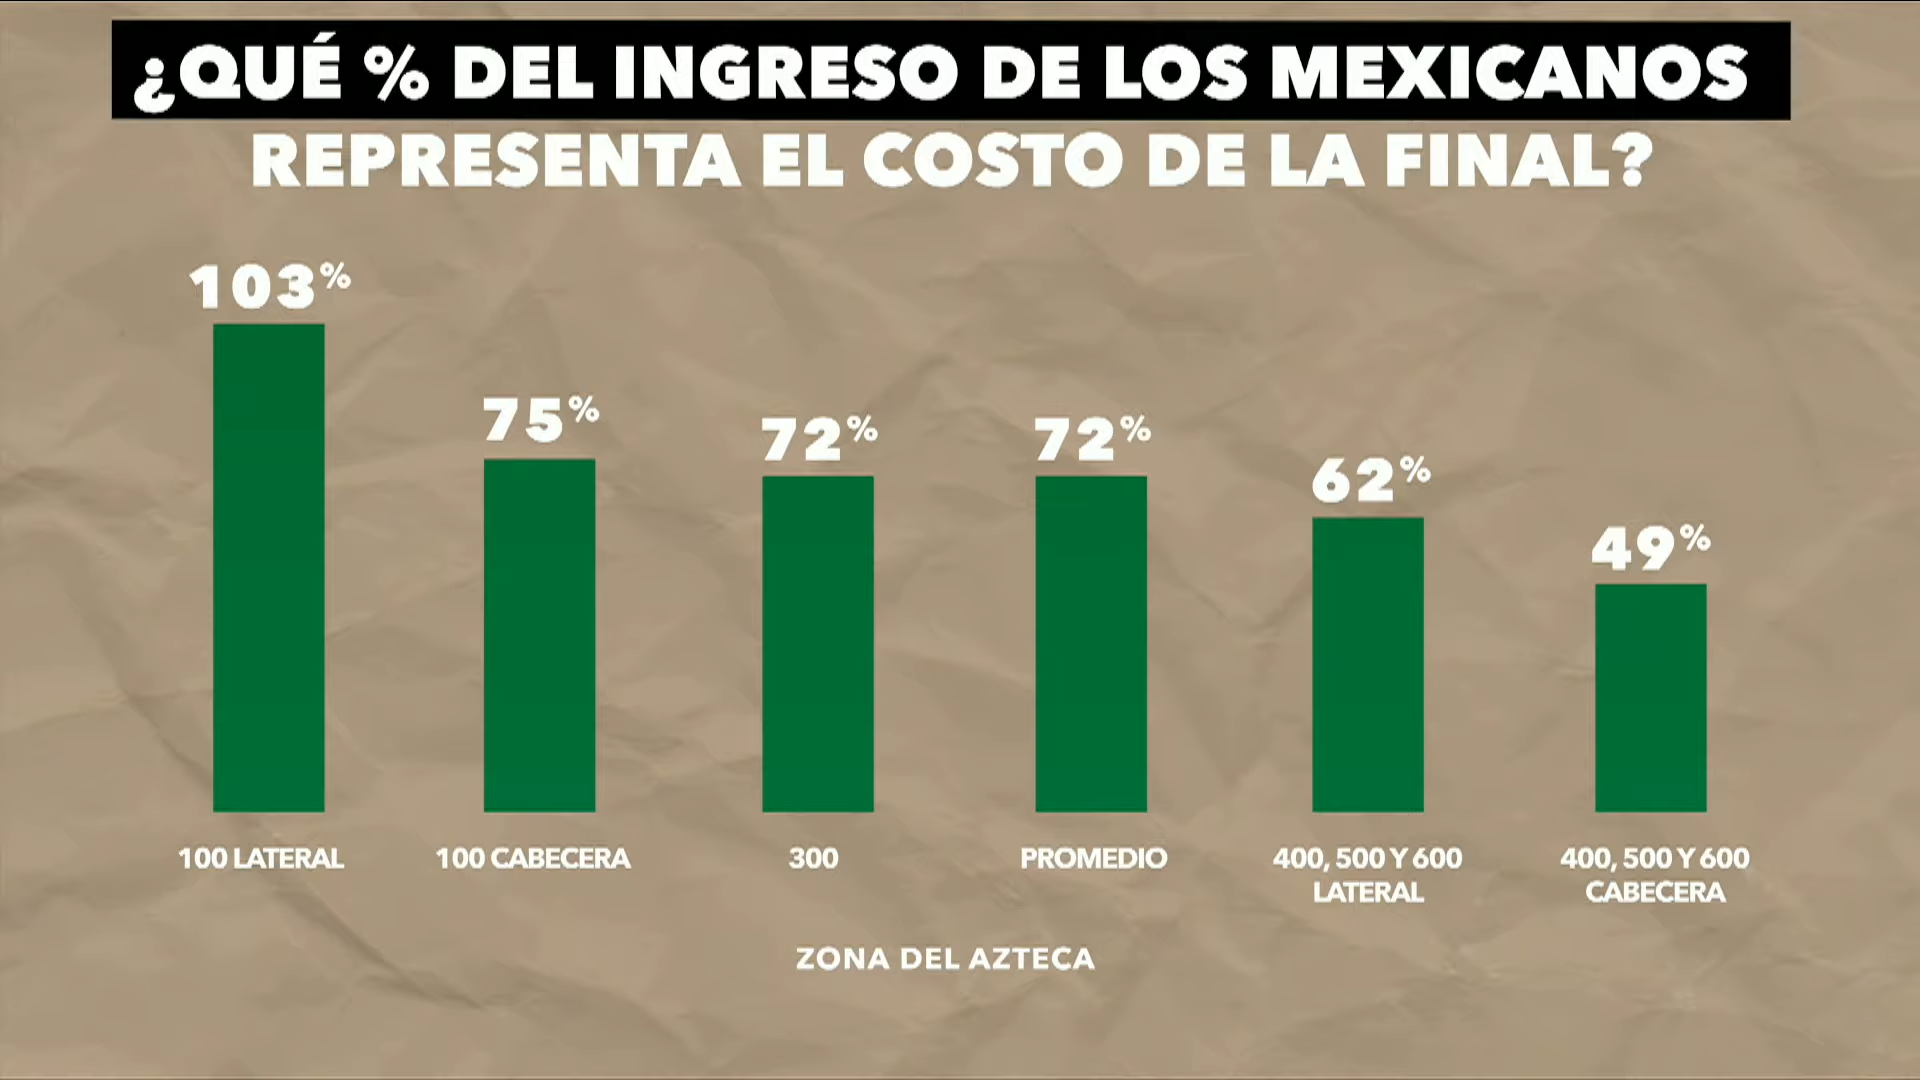 ¿QUÉ % DEL INGRESO DE LOS MEXICANOS
REPRESENTA EL COSTO DE LA FINAL?
103%
75%
72%
72%
62%
49%
100 LATERAL
100 CABECERA
300
PROMEDIO
400, 500 Y 600
LATERAL
400, 500 Y 600
CABECERA
ZONA DEL AZTECA